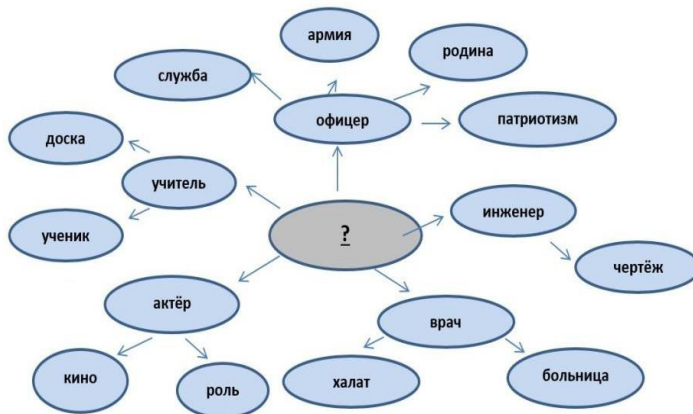 армия
родина
служба
офицер
патриотизм
доска
учитель
инженер
?
ученик
чертёж
актёр
врач
кино
роль
халат
больница